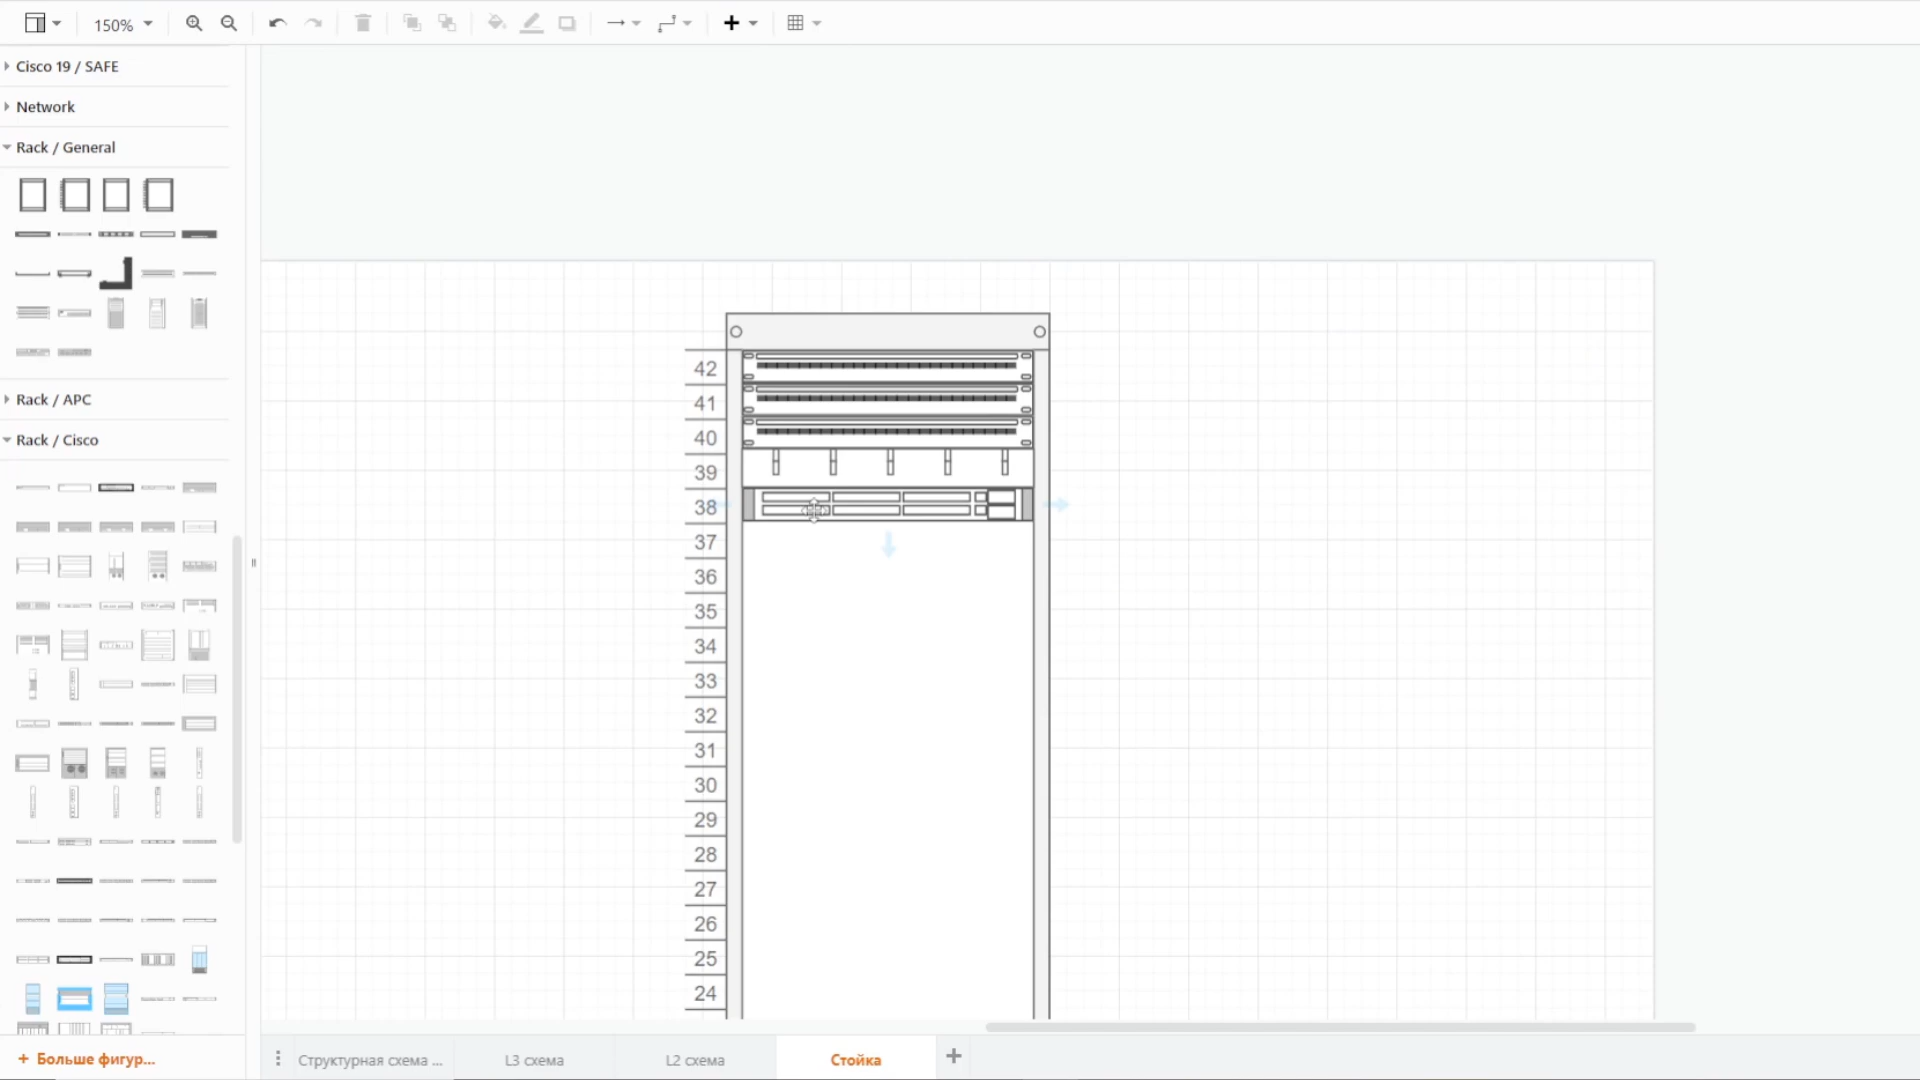 150%
Cisco 19 / SAFE
Network
Rack / General
Rack / APC
Rack / Cisco
42
41
40
39
38
37
36
35
34
33
32
31
30
29
28
27
26
25
24
+ Больше фигур...
Структурная схема ...
L3 схема
L2 схема
Стойка